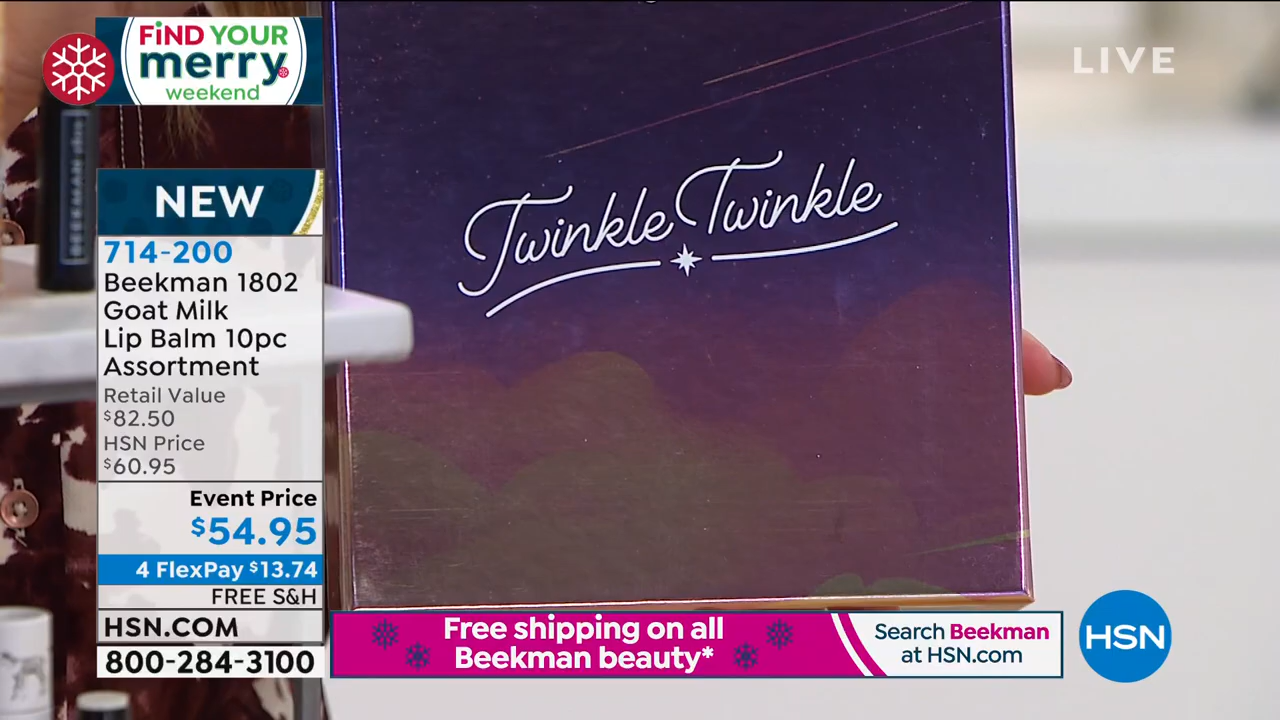 FiND YOUR
merry
weekend
LIVE
BEEKMAN 1802
NEW
714-200
Beekman 1802
Goat Milk
Lip Balm 10pc
Assortment
Retail Value
$82.50
HSN Price
$60.95
Event Price
$54.95
4 FlexPay $13.74
FREE S&H
HSN.COM
800-284-3100
Twinkle Twinkle
Free shipping on all
Beekman beauty*
Search Beekman
at HSN.com
HSN